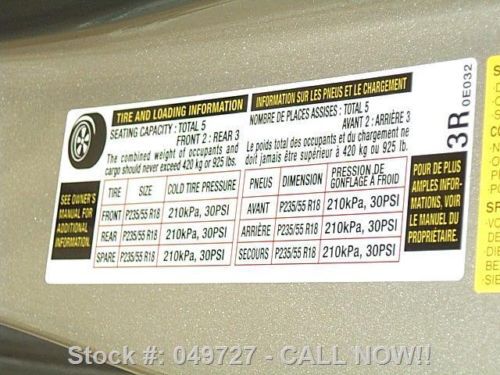 TIRE AND LOADING INFORMATION
SEATING CAPACITY : TOTAL 5
FRONT 2 : REAR 3
The combined weight of occupants and
cargo should never exceed 420 kg or 925 lbs.
INFORMATION SUR LES PNEUS ET LE CHARGEMENT
NOMBRE DE PLACES ASSISES : TOTAL 5
AVANT 2 : ARRIÈRE 3
Le poids total des occupants et du chargement ne
doit jamais être supérieur à 420 kg ou 925 lb.
3R 0E032
SEE OWNER'S
MANUAL FOR
ADDITIONAL
INFORMATION.
TIRE SIZE COLD TIRE PRESSURE
FRONT P235/55 R18 210kPa, 30PSI
REAR P235/55 R18 210kPa, 30PSI
SPARE P235/55 R18 210kPa, 30PSI
PNEUS DIMENSION PRESSION DE
GONFLAGE À FROID
AVANT P235/55 R18 210kPa, 30PSI
ARRIÈRE P235/55 R18 210kPa, 30PSI
SECOURS P235/55 R18 210kPa, 30PSI
POUR DE PLUS
AMPLES INFOR-
MATIONS, VOIR
LE MANUEL DU
PROPRIÉTAIRE.
Stock #: 049727 - CALL NOW!!